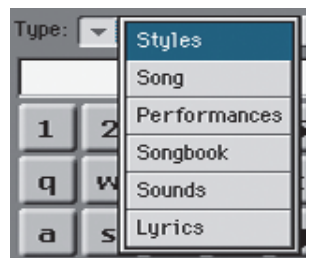 Type:
Styles
Song
Performances
1 2
Songbook
q w
Sounds
a s
Lyrics